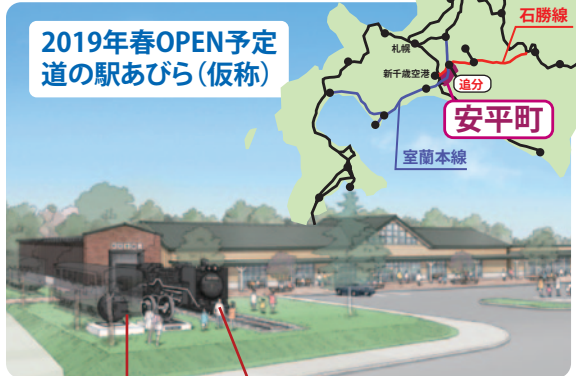 2019年春OPEN予定
道の駅あびら（仮称）
石勝線
札幌
新千歳空港
追分
安平町
室蘭本線